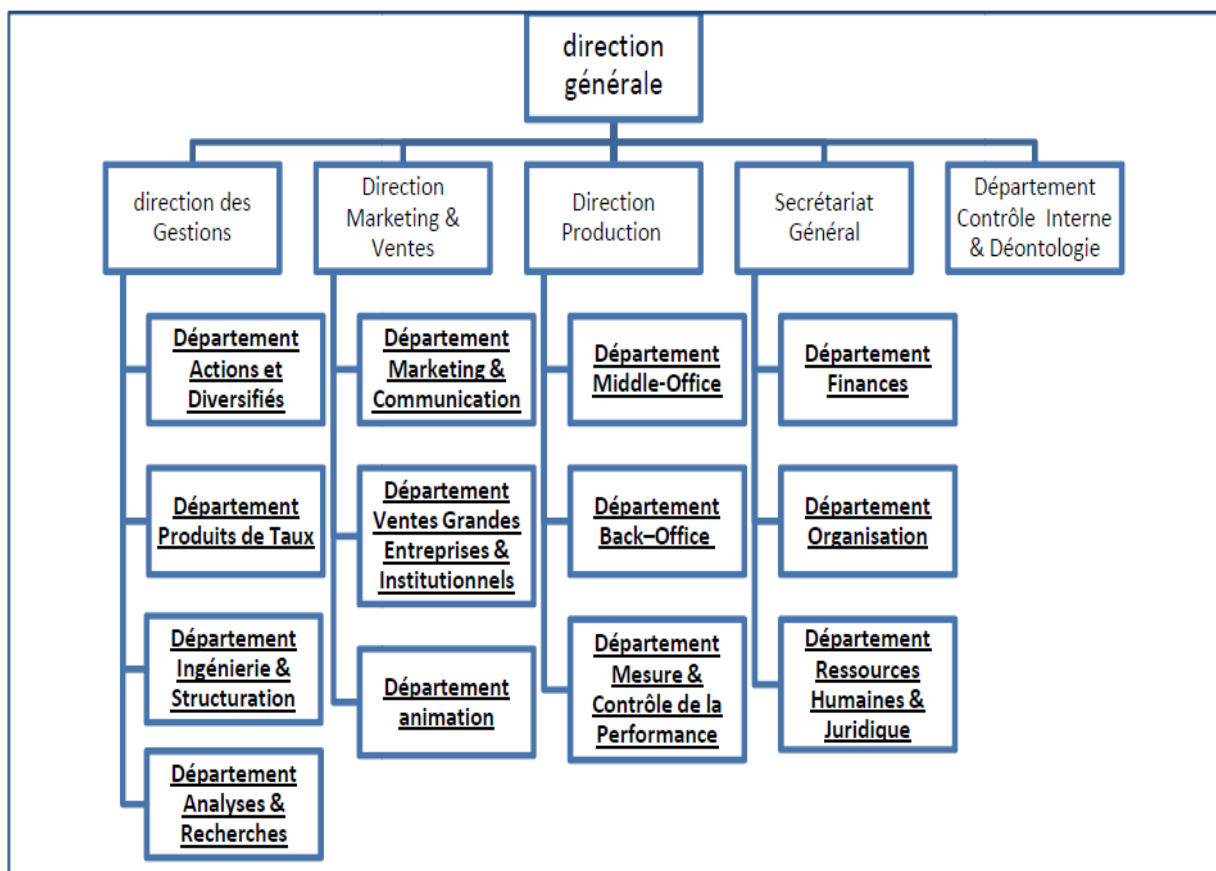 direction
générale
direction des
Gestions
Direction
Marketing &
Ventes
Direction
Production
Secrétariat
Général
Département
Contrôle Interne
& Déontologie
Département
Actions et
Diversifiés
Département
Produits de Taux
Département
Ingénierie &
Structuration
Département
Analyses &
Recherches
Département
Marketing &
Communication
Département
Ventes Grandes
Entreprises &
Institutionnels
Département
animation
Département
Middle-Office
Département
Back–Office
Département
Mesure &
Contrôle de la
Performance
Département
Finances
Département
Organisation
Département
Ressources
Humaines &
Juridique